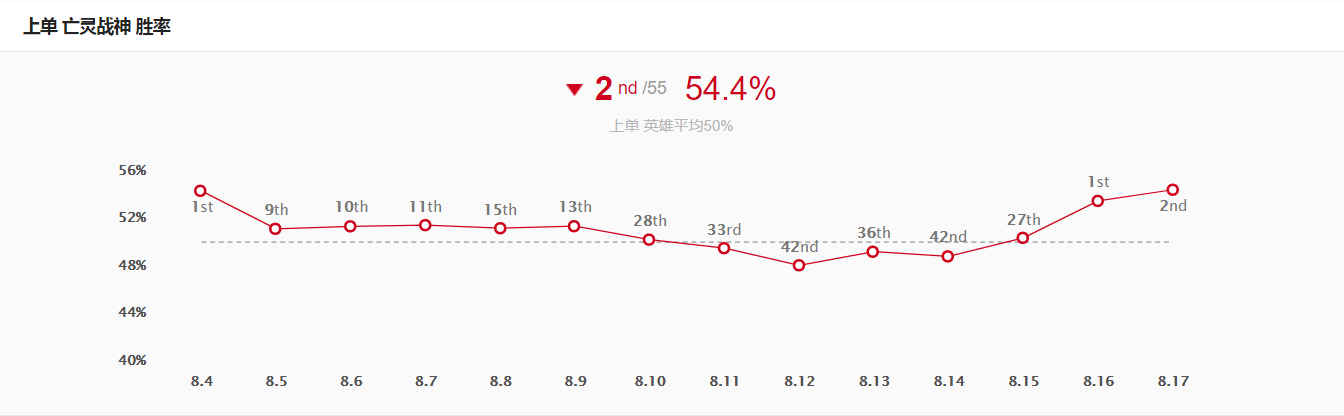 上单 亡灵战神 胜率
2 nd /55 54.4%
上单 英雄平均50%
56%
52%
48%
44%
40%
1st
9th
10th
11th
15th
13th
28th
33rd
42nd
36th
42nd
27th
1st
2nd
8.4 8.5 8.6 8.7 8.8 8.9 8.10 8.11 8.12 8.13 8.14 8.15 8.16 8.17